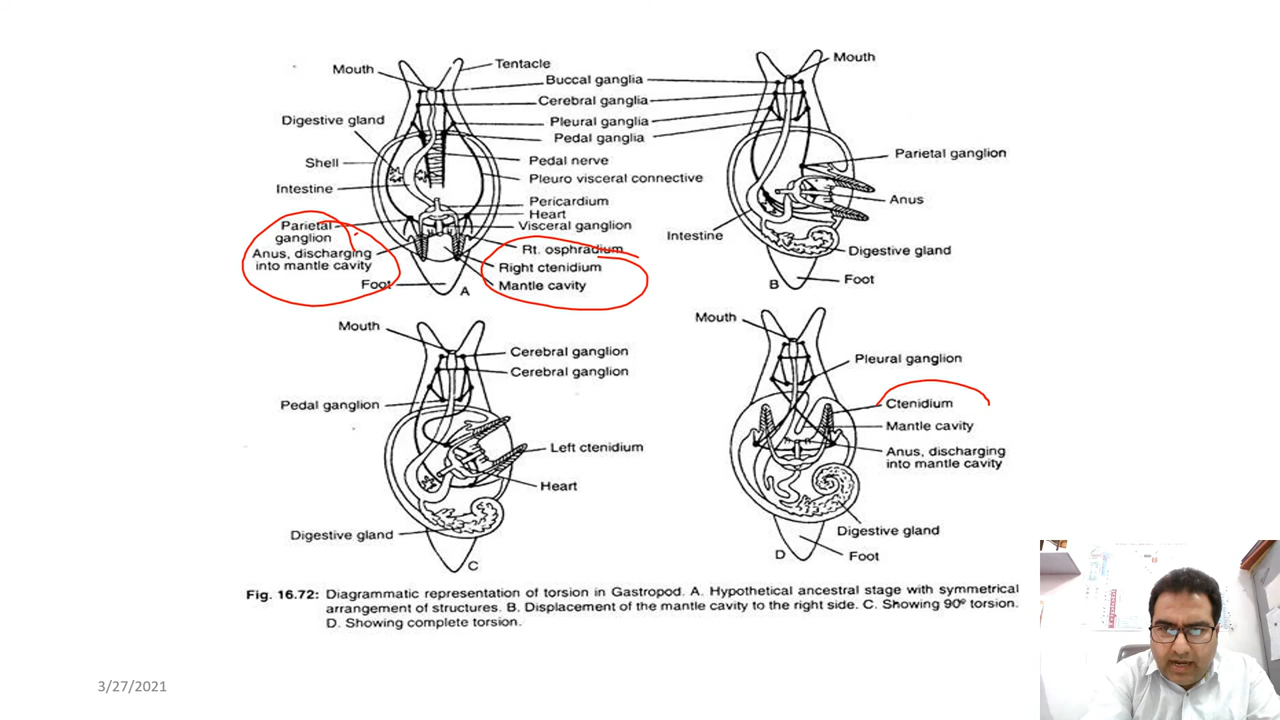 Mouth
Tentacle
Digestive gland
Shell
Intestine
Parietal
ganglion
Anus, discharging
into mantle cavity
Foot
A
Buccal ganglia
Cerebral ganglia
Pleural ganglia
Pedal ganglia
Pedal nerve
Pleuro visceral connective
Pericardium
Heart
Visceral ganglion
Rt. osphradium
Right ctenidium
Mantle cavity
Mouth
Parietal ganglion
Anus
Intestine
Digestive gland
Foot
B
Mouth
Cerebral ganglion
Cerebral ganglion
Pedal ganglion
Left ctenidium
Heart
Digestive gland
C
Mouth
Pleural ganglion
Ctenidium
Mantle cavity
Anus, discharging
into mantle cavity
Digestive gland
Foot
D
Fig. 16.72: Diagrammatic representation of torsion in Gastropod. A. Hypothetical ancestral stage with symmetrical
arrangement of structures. B. Displacement of the mantle cavity to the right side. C. Showing 90° torsion.
D. Showing complete torsion.
3/27/2021